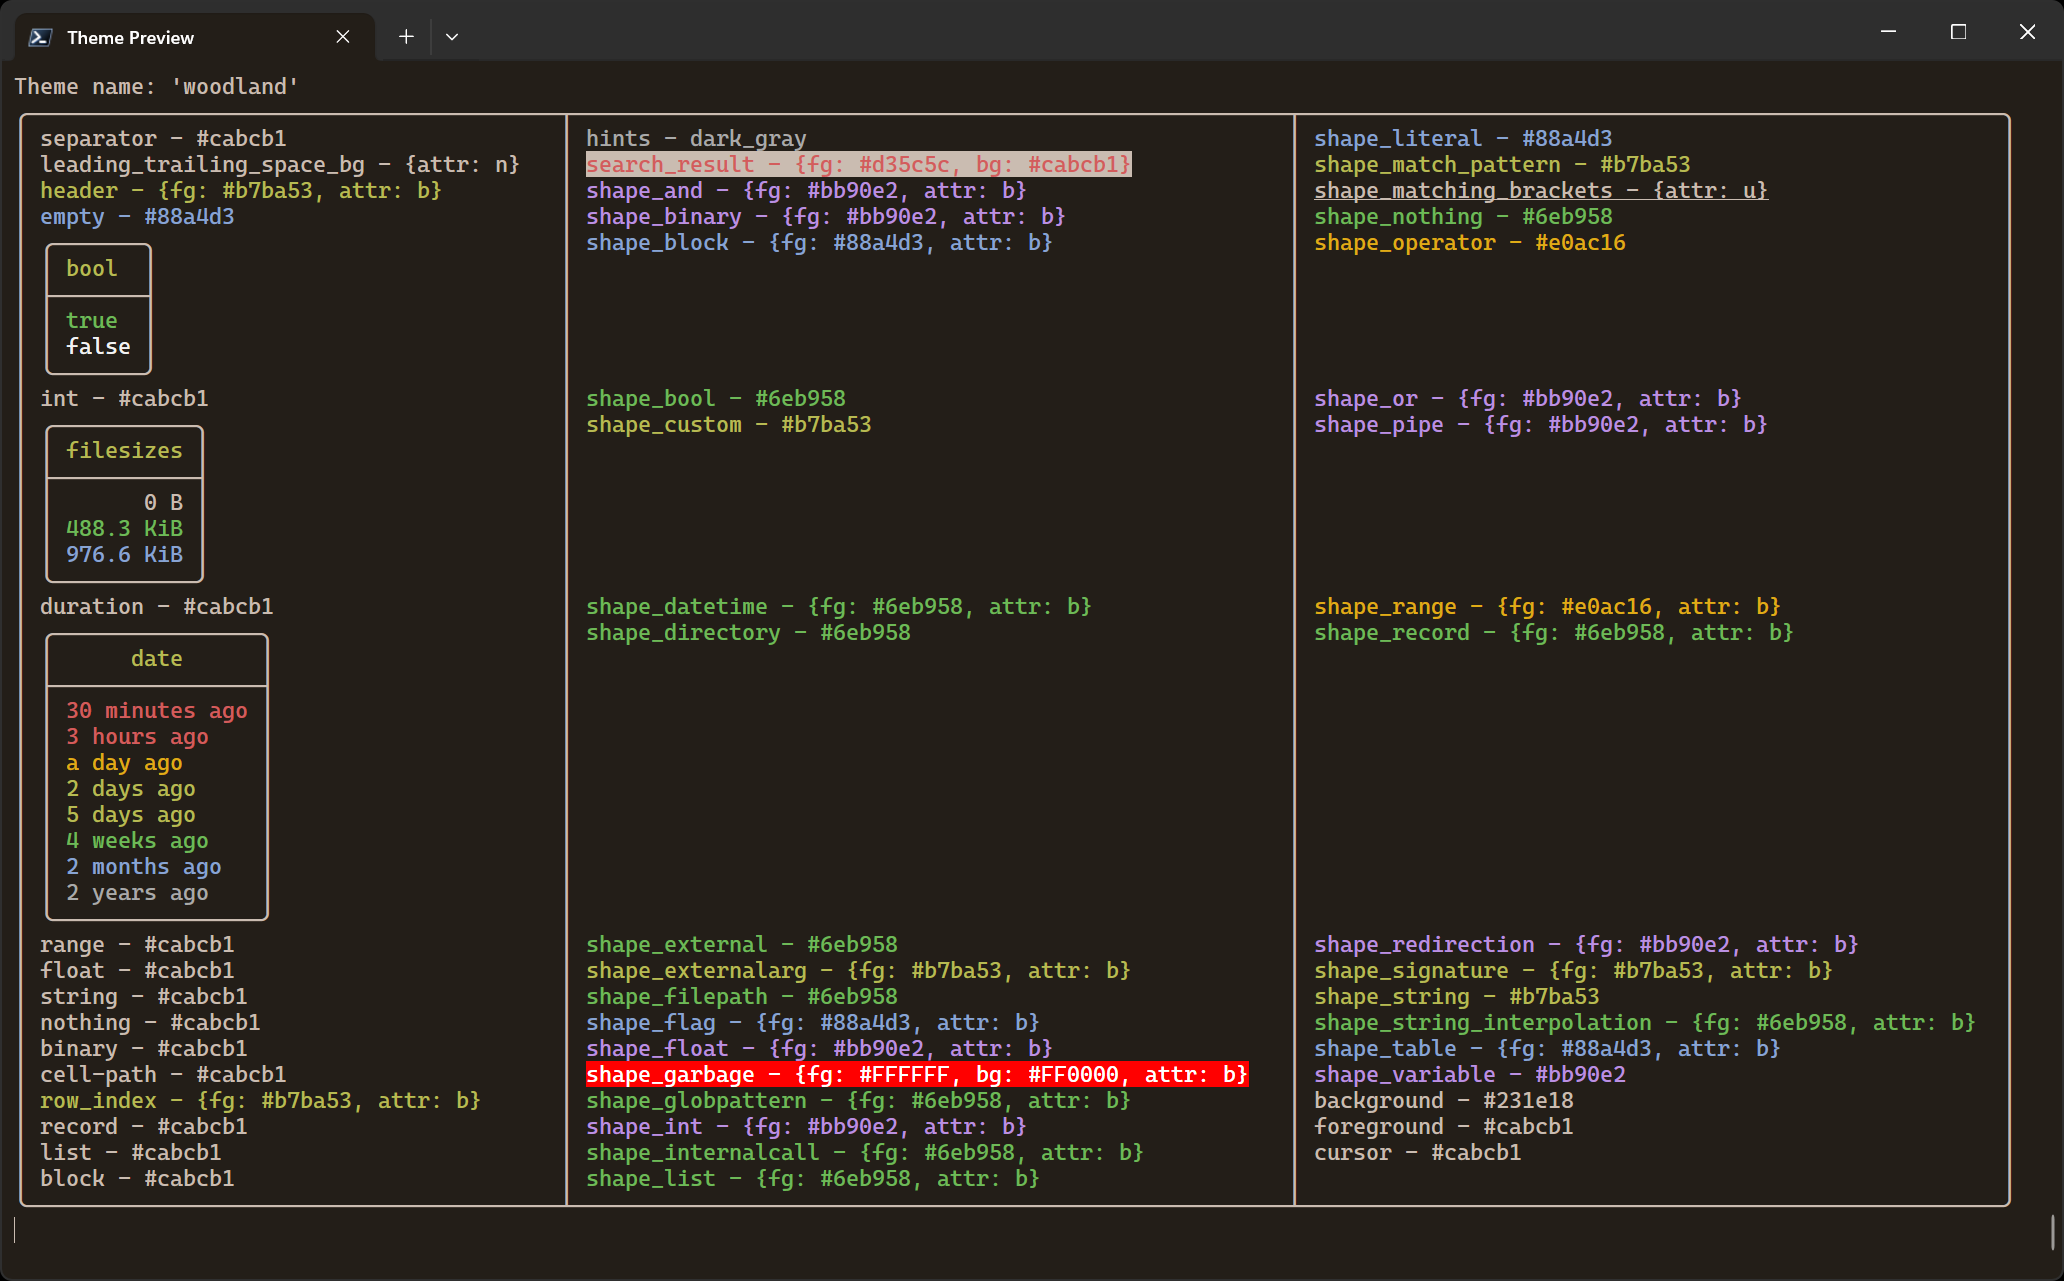 Theme Preview
Theme name: 'woodland'
separator - #cabcb1
leading_trailing_space_bg - {attr: n}
header - {fg: #b7ba53, attr: b}
empty - #88a4d3
bool
true
false
int - #cabcb1
filesizes
0 B
488.3 KiB
976.6 KiB
duration - #cabcb1
date
30 minutes ago
3 hours ago
a day ago
2 days ago
5 days ago
4 weeks ago
2 months ago
2 years ago
range - #cabcb1
float - #cabcb1
string - #cabcb1
nothing - #cabcb1
binary - #cabcb1
cell-path - #cabcb1
row_index - {fg: #b7ba53, attr: b}
record - #cabcb1
list - #cabcb1
block - #cabcb1
hints - dark_gray
search_result - {fg: #d35c5c, bg: #cabcb1}
shape_and - {fg: #bb90e2, attr: b}
shape_binary - {fg: #bb90e2, attr: b}
shape_block - {fg: #88a4d3, attr: b}
shape_bool - #6eb958
shape_custom - #b7ba53
shape_datetime - {fg: #6eb958, attr: b}
shape_directory - #6eb958
shape_external - #6eb958
shape_externalarg - {fg: #b7ba53, attr: b}
shape_filepath - #6eb958
shape_flag - {fg: #88a4d3, attr: b}
shape_float - {fg: #bb90e2, attr: b}
shape_garbage - {fg: #FFFFFF, bg: #FF0000, attr: b}
shape_globpattern - {fg: #6eb958, attr: b}
shape_int - {fg: #bb90e2, attr: b}
shape_internalcall - {fg: #6eb958, attr: b}
shape_list - {fg: #6eb958, attr: b}
shape_literal - #88a4d3
shape_match_pattern - #b7ba53
shape_matching_brackets - {attr: u}
shape_nothing - #6eb958
shape_operator - #e0ac16
shape_or - {fg: #bb90e2, attr: b}
shape_pipe - {fg: #bb90e2, attr: b}
shape_range - {fg: #e0ac16, attr: b}
shape_record - {fg: #6eb958, attr: b}
shape_redirection - {fg: #bb90e2, attr: b}
shape_signature - {fg: #b7ba53, attr: b}
shape_string - #b7ba53
shape_string_interpolation - {fg: #6eb958, attr: b}
shape_table - {fg: #88a4d3, attr: b}
shape_variable - #bb90e2
background - #231e18
foreground - #cabcb1
cursor - #cabcb1